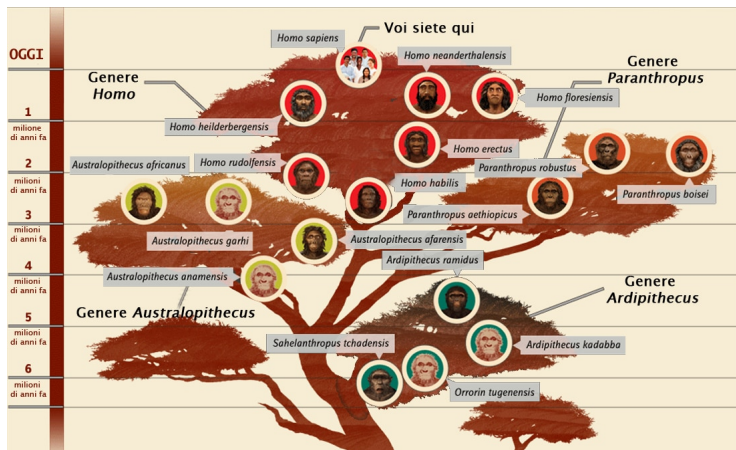 Voi siete qui
Homo sapiens
OGGI
Homo neanderthalensis
Genere
Homo
Genere
Paranthropus
Homo floresiensis
1
milione
di anni fa
Homo heilderbergensis
Homo erectus
2
milioni
di anni fa
Australopithecus africanus
Homo rudolfensis
Paranthropus robustus
Homo habilis
Paranthropus boisei
3
milioni
di anni fa
Paranthropus aethiopicus
Australopithecus garhi
Australopithecus afarensis
4
milioni
di anni fa
Ardipithecus ramidus
Australopithecus anamensis
Genere
Ardipithecus
Genere Australopithecus
5
milioni
di anni fa
Sahelanthropus tchadensis
Ardipithecus kadabba
6
milioni
di anni fa
Orrorin tugenensis